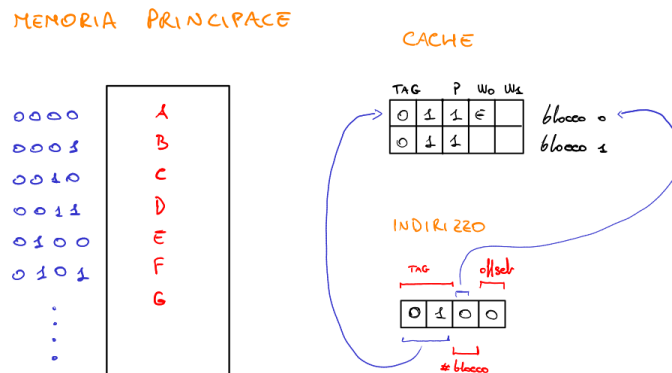 MEMORIA PRINCIPALE
CACHE
TAG P W0 W1
0000 A
0 1 1 E blocco 0
0001 B
0 1 1 blocco 1
0010 C
0011 D
INDIRIZZO
0100 E
0101 F
TAG offset
G
0 1 0 0
# blocco